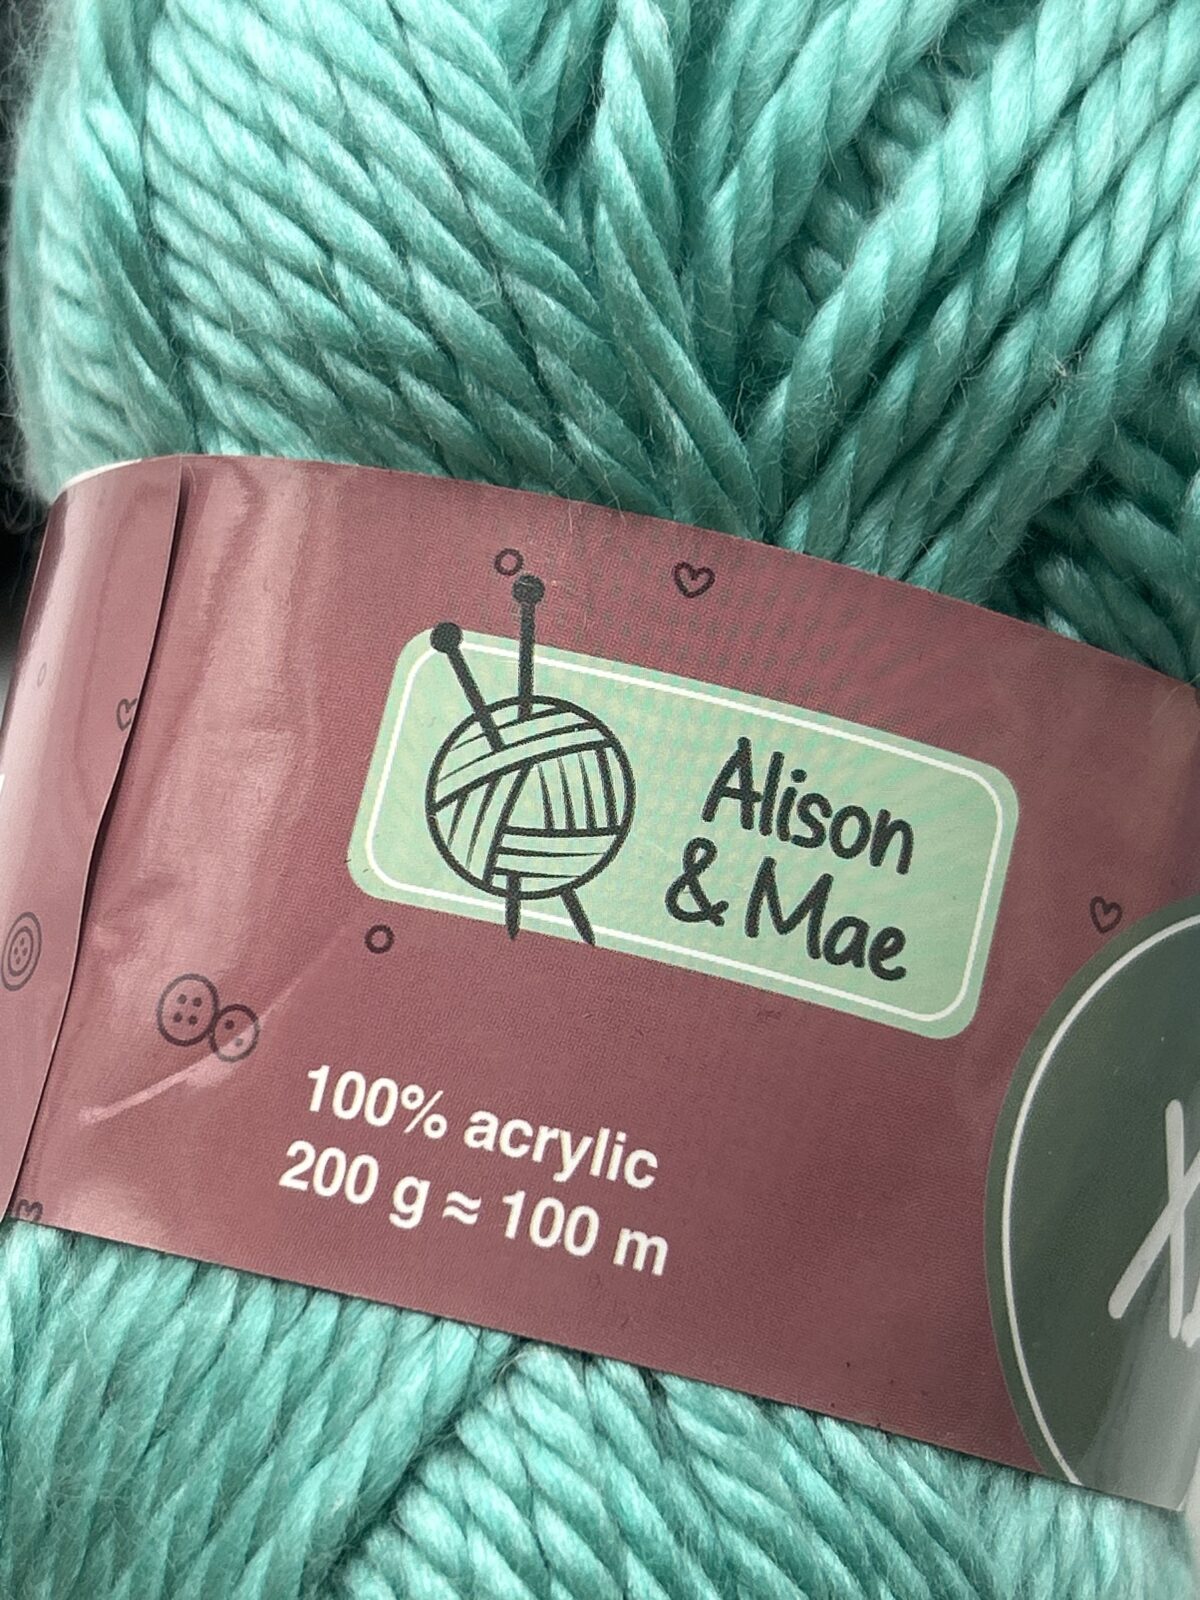 Alison
& Mae
100% acrylic
200 g ≈ 100 m